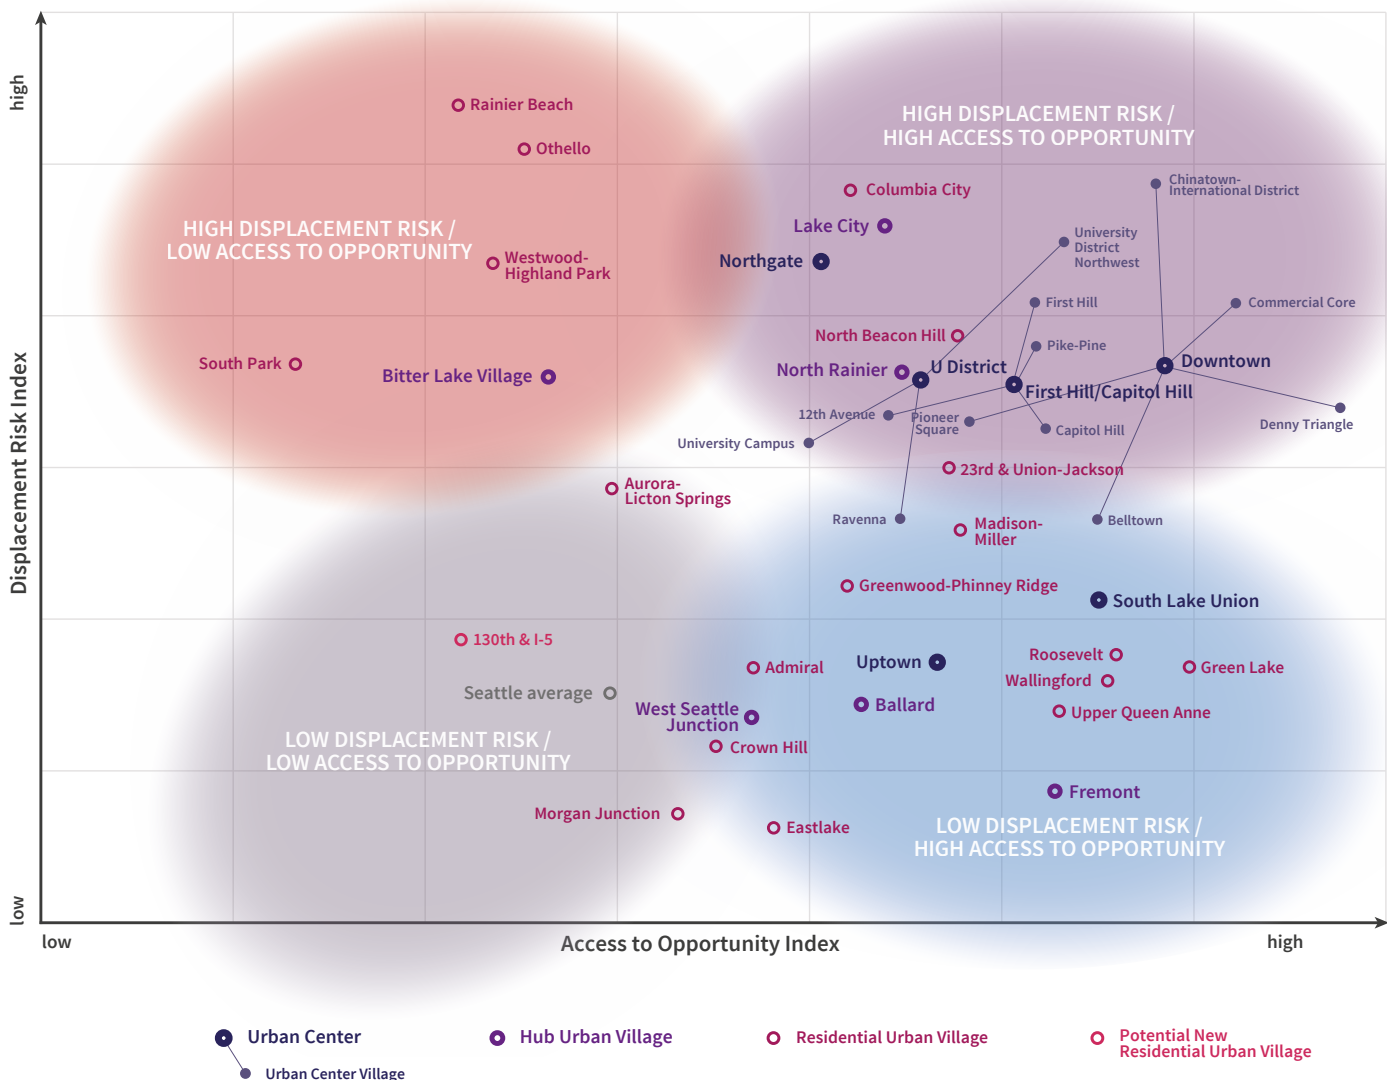 high
Rainier Beach
HIGH DISPLACEMENT RISK /
HIGH ACCESS TO OPPORTUNITY
Othello
Chinatown-
International District
Columbia City
HIGH DISPLACEMENT RISK /
LOW ACCESS TO OPPORTUNITY
Lake City
University
District
Northwest
Westwood-
Highland Park
Northgate
First Hill
Commercial Core
North Beacon Hill
Pike-Pine
South Park
Bitter Lake Village
North Rainier
U District
Downtown
First Hill/Capitol Hill
12th Avenue
Pioneer
Square
Capitol Hill
Denny Triangle
University Campus
23rd & Union-Jackson
Aurora-
Licton Springs
Ravenna
Belltown
Madison-
Miller
Displacement Risk Index
Greenwood-Phinney Ridge
South Lake Union
130th & I-5
Admiral
Uptown
Roosevelt
Green Lake
Wallingford
Seattle average
West Seattle
Junction
Ballard
Upper Queen Anne
LOW DISPLACEMENT RISK /
LOW ACCESS TO OPPORTUNITY
Crown Hill
Fremont
Morgan Junction
Eastlake
LOW DISPLACEMENT RISK /
HIGH ACCESS TO OPPORTUNITY
low
low
Access to Opportunity Index
high
Urban Center
Hub Urban Village
Residential Urban Village
Potential New
Residential Urban Village
Urban Center Village